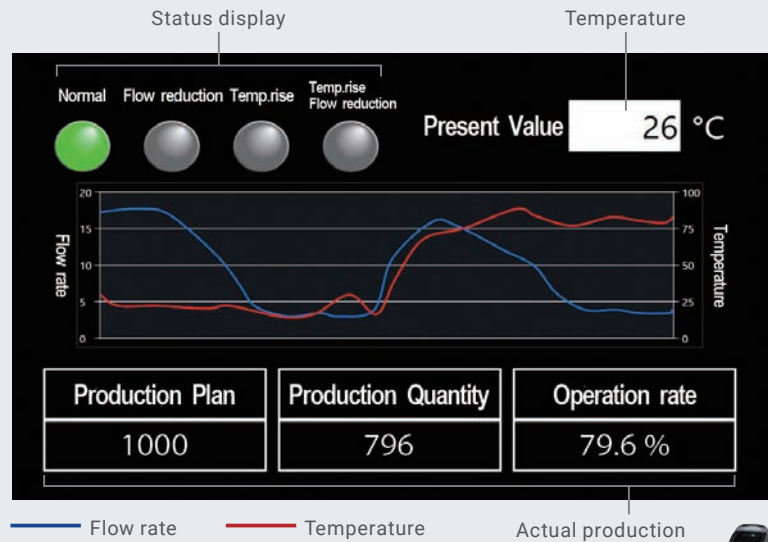 Status display
Temperature
Normal
Flow reduction
Temp.rise
Temp.rise
Flow reduction
Present Value
26 °C
20
15
10
5
0
Flow rate
100
75
50
25
0
Temperature
Production Plan
Production Quantity
Operation rate
1000
796
79.6 %
Flow rate
Temperature
Actual production